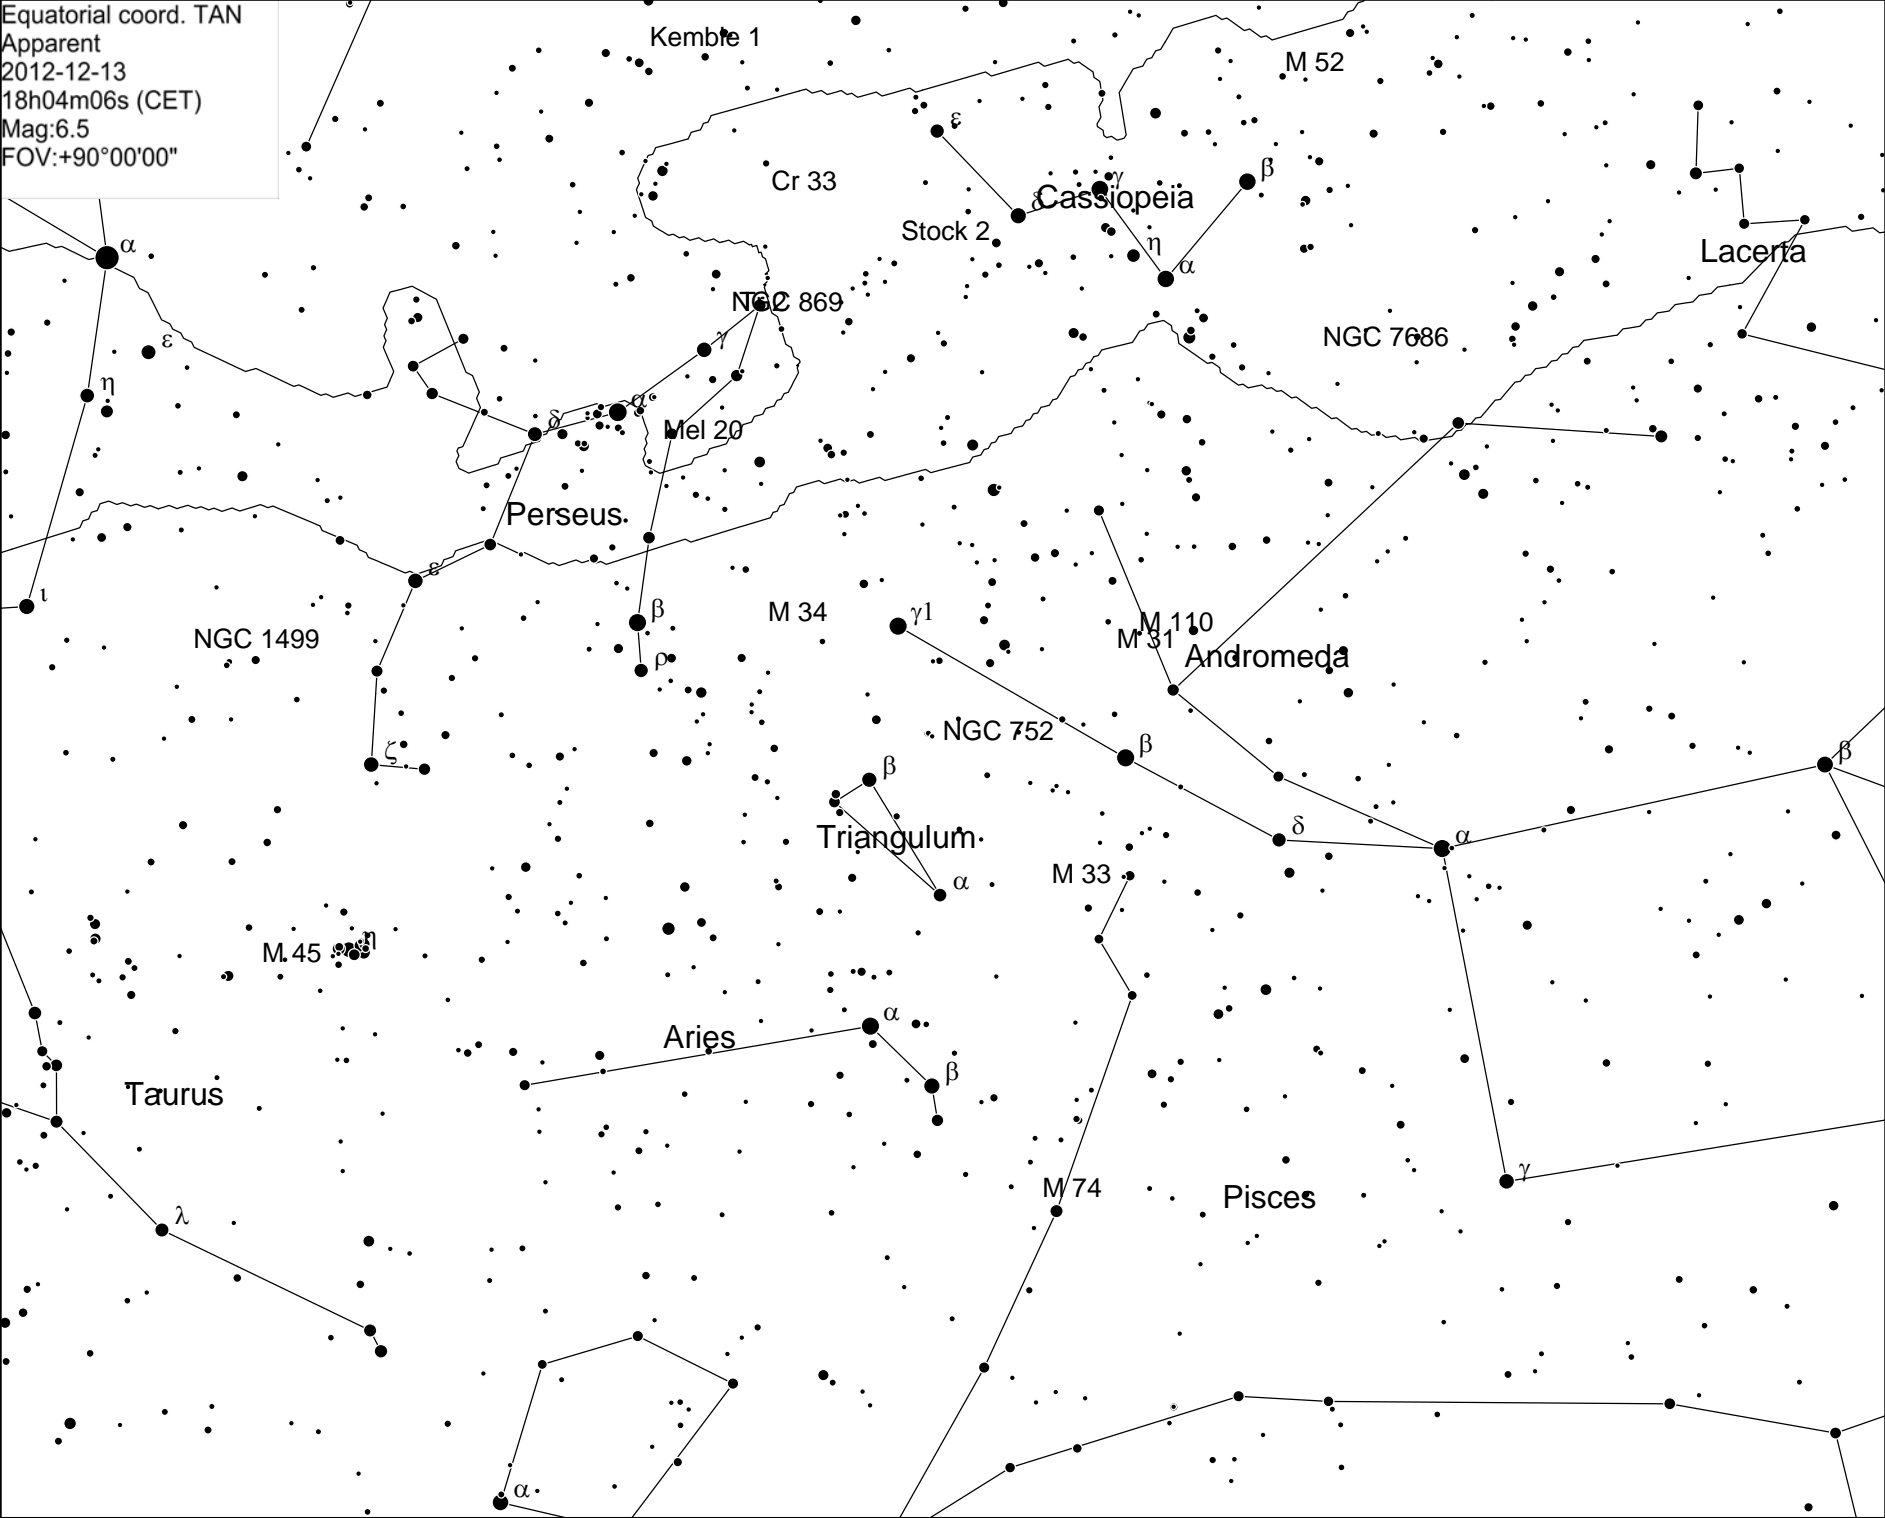 Equatorial coord. TAN
Apparent
2012-12-13
18h04m06s (CET)
Mag:6.5
FOV:+90°00'00"
Kemble 1
M 52
ε
Cr 33
γ
β
δ
Cassiopeia
Stock 2
η
α
Lacerta
α
NGC 869
ε
γ
NGC 7686
η
α
δ
Mel 20
Perseus
ε
ι
β
M 34
γ1
M 110
M 31
NGC 1499
ρ
Andromeda
NGC 752
β
ζ
β
β
Triangulum
δ
α
M 33
α
M 45
η
Aries
α
β
Taurus
γ
M 74
Pisces
λ
α